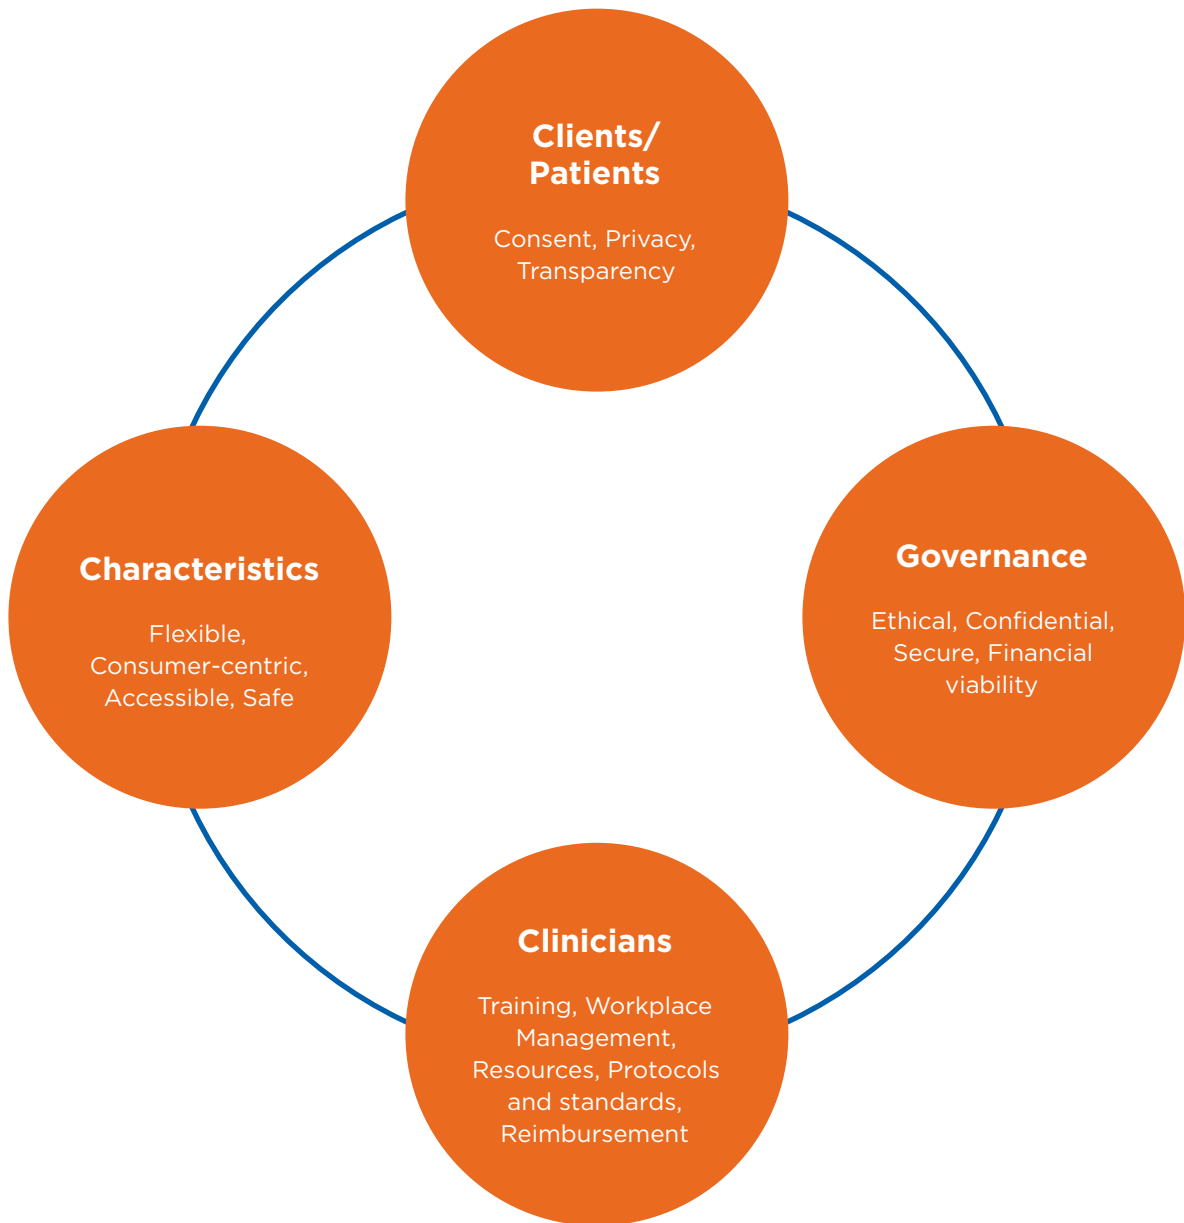 Clients/
Patients
Consent, Privacy,
Transparency
Characteristics
Flexible,
Consumer-centric,
Accessible, Safe
Governance
Ethical, Confidential,
Secure, Financial
viability
Clinicians
Training, Workplace
Management,
Resources, Protocols
and standards,
Reimbursement